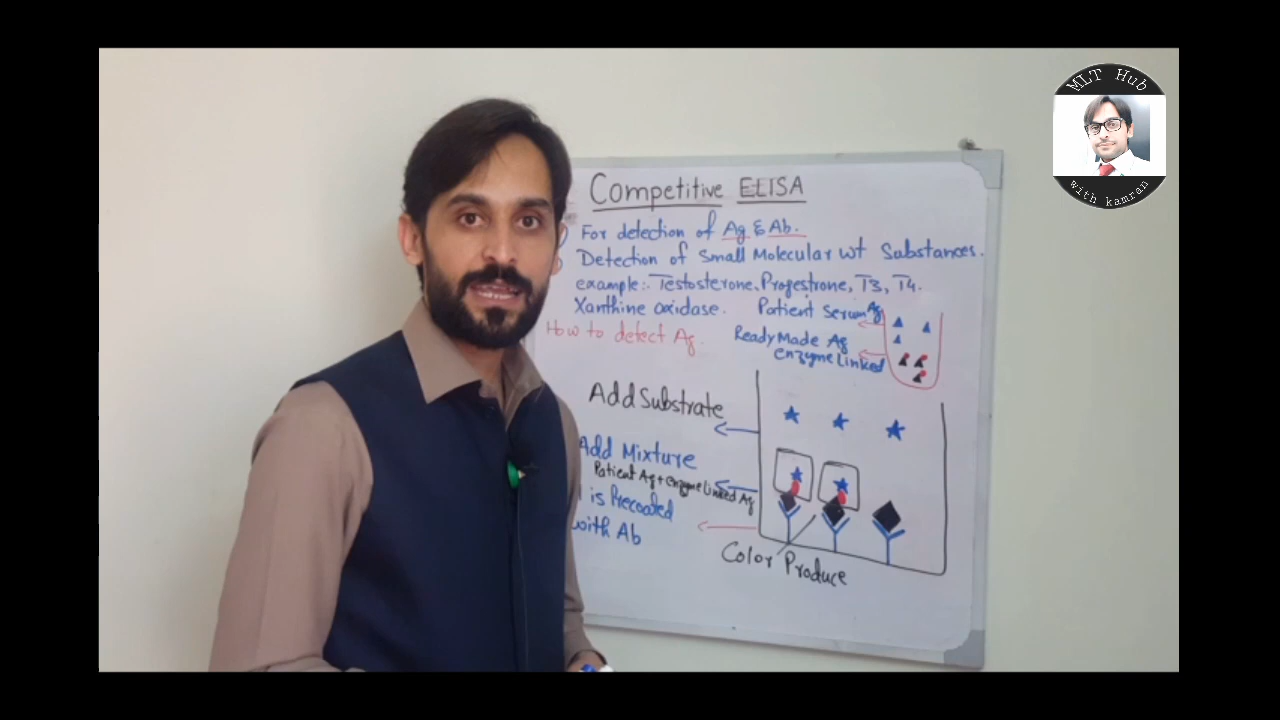 MLT Hub
with kamran
Competitive ELISA
For detection of Ag & Ab.
Detection of Small Molecular wt Substances.
example:- Testosterone, Progestrone, T3, T4.
Xanthine oxidase.
Patient Serum Ag
How to detect Ag.
Ready Made Ag
enzyme Linked
Add Substrate
Add Mixture
Patient Ag + enzyme Linked Ag
is Precoated
with Ab
Color Produce